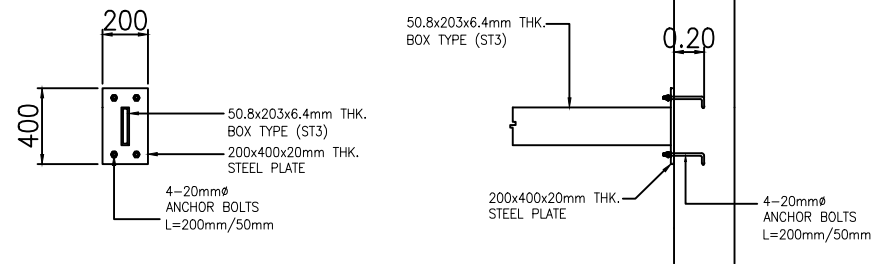 200
400
50.8x203x6.4mm THK.
BOX TYPE (ST3)
200x400x20mm THK.
STEEL PLATE
4-20mmø
ANCHOR BOLTS
L=200mm/50mm
50.8x203x6.4mm THK.
BOX TYPE (ST3)
0.20
200x400x20mm THK.
STEEL PLATE
4-20mmø
ANCHOR BOLTS
L=200mm/50mm